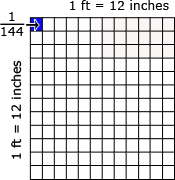 1 ft = 12 inches
1
144
1 ft = 12 inches